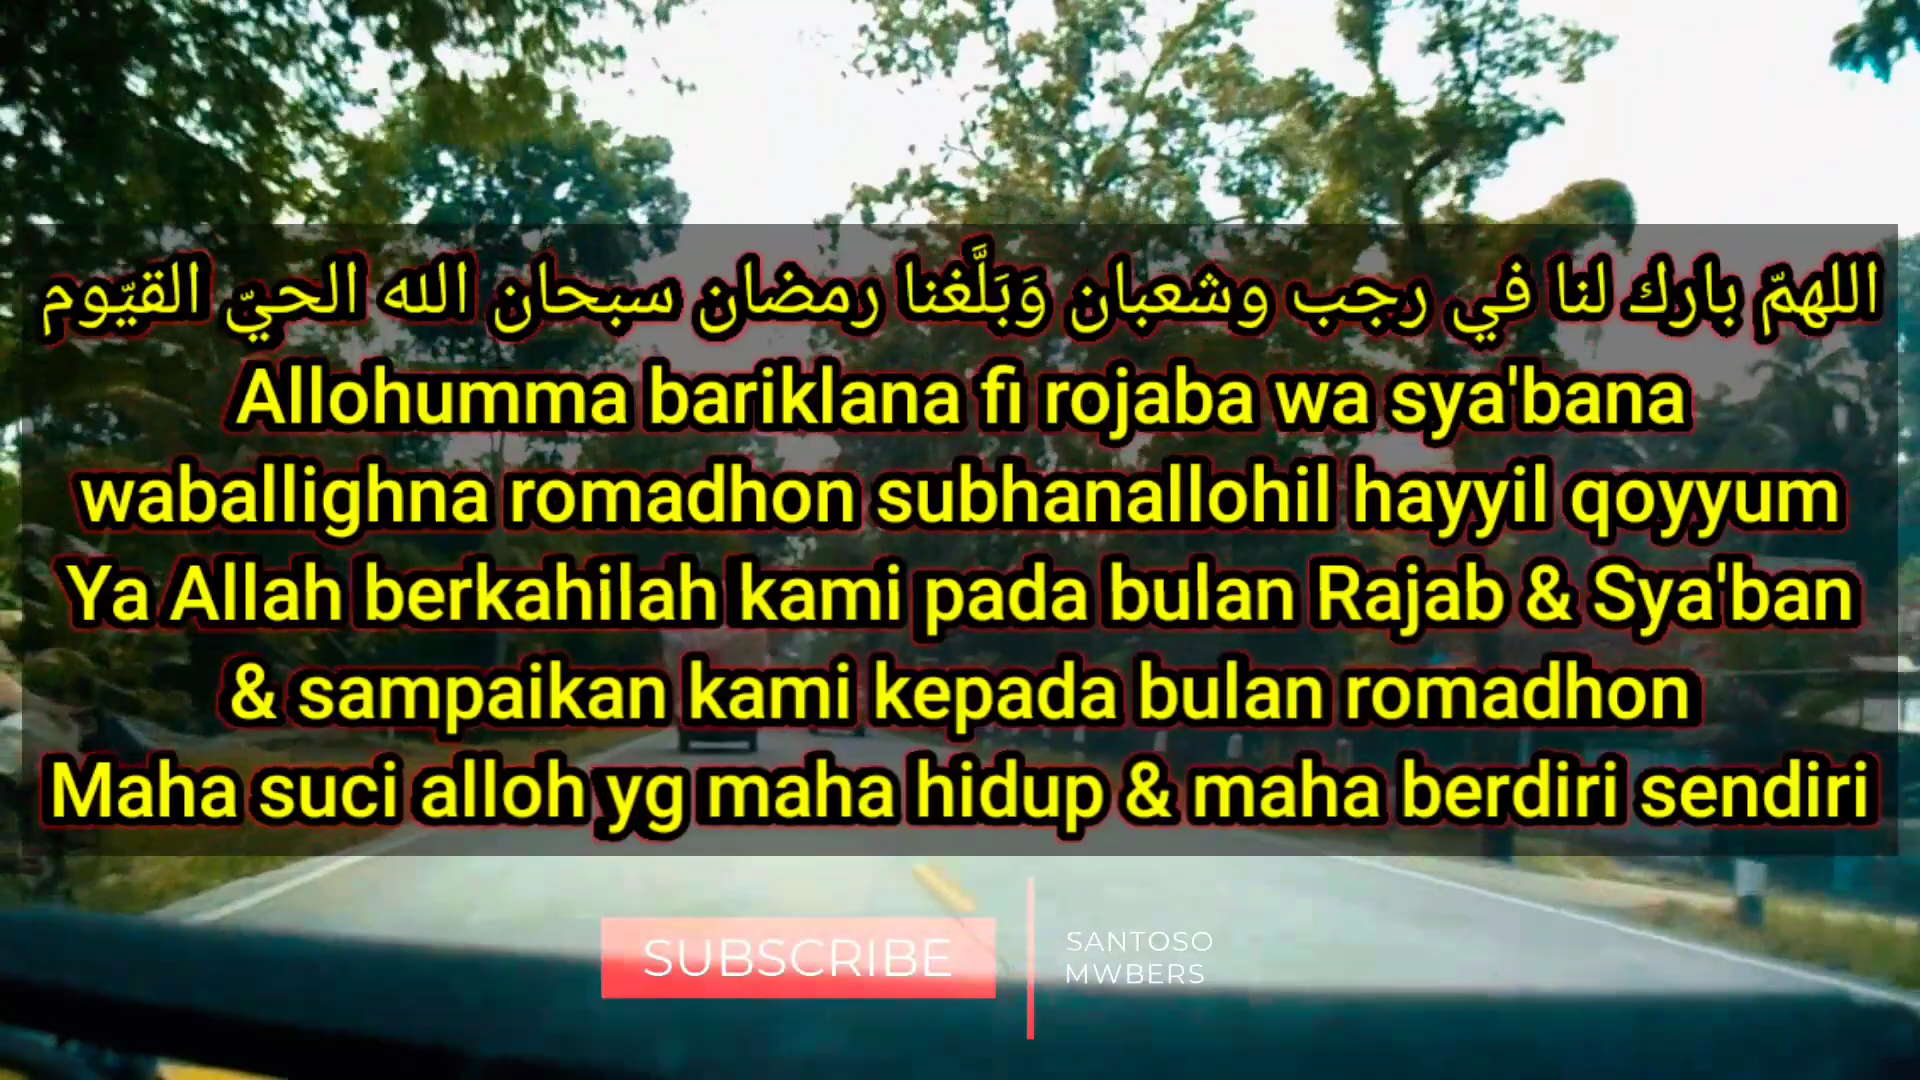 اللهمّ بارك لنا في رجب وشعبان وَبَلَّغنا رمضان سبحان الله الحيّ القيّوم
Allohumma bariklana fi rojaba wa sya'bana
waballighna romadhon subhanallohil hayyil qoyyum
Ya Allah berkahilah kami pada bulan Rajab & Sya'ban
& sampaikan kami kepada bulan romadhon
Maha suci alloh yg maha hidup & maha berdiri sendiri
SUBSCRIBE
SANTOSO
MWBERS